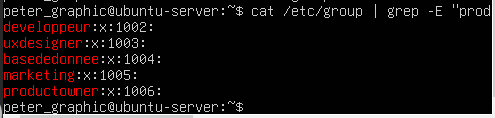 peter_graphic@ubuntu-server:~$ cat /etc/group | grep -E "prod
developpeur:x:1002:
uxdesigner:x:1003:
basededonnee:x:1004:
marketing:x:1005:
productowner:x:1006:
peter_graphic@ubuntu-server:~$